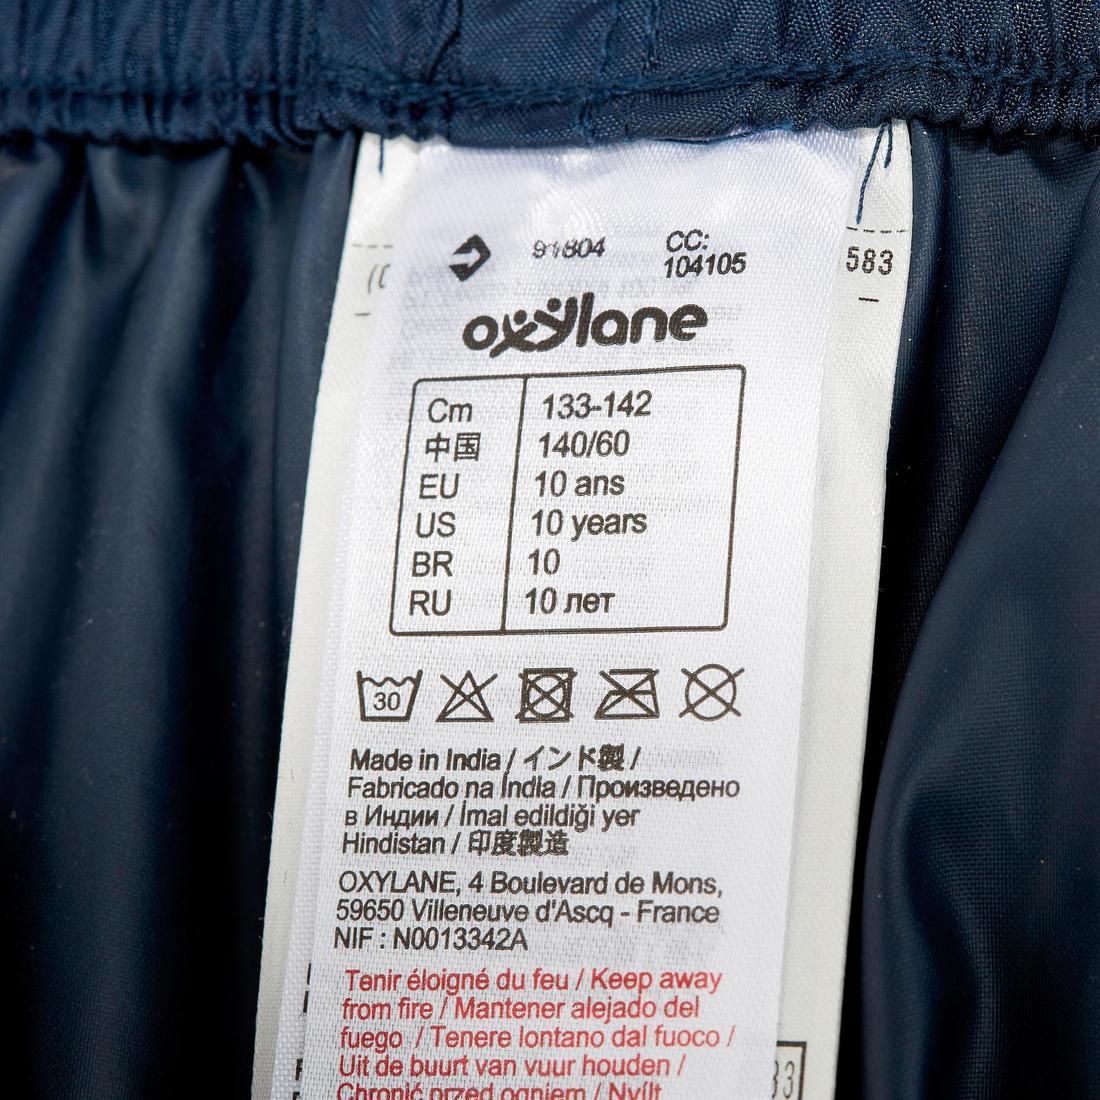 91804 CC:
104105
583
oxylane
Cm 133-142
中国 140/60
EU 10 ans
US 10 years
BR 10
RU 10 лет
30
Made in India / インド製 /
Fabricado na Índia / Произведено
в Индии / İmal edildiği yer
Hindistan / 印度製造
OXYLANE, 4 Boulevard de Mons,
59650 Villeneuve d'Ascq - France
NIF : N0013342A
Tenir éloigné du feu / Keep away
from fire / Mantener alejado del
fuego / Tenere lontano dal fuoco /
Uit de buurt van vuur houden /
Chronić przed ogniem / Nyílt